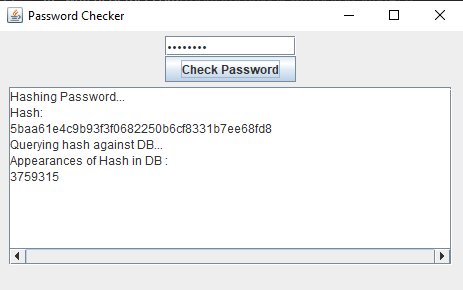 Password Checker
••••••••
Check Password
Hashing Password...
Hash:
5baa61e4c9b93f3f0682250b6cf8331b7ee68fd8
Querying hash against DB...
Appearances of Hash in DB :
3759315